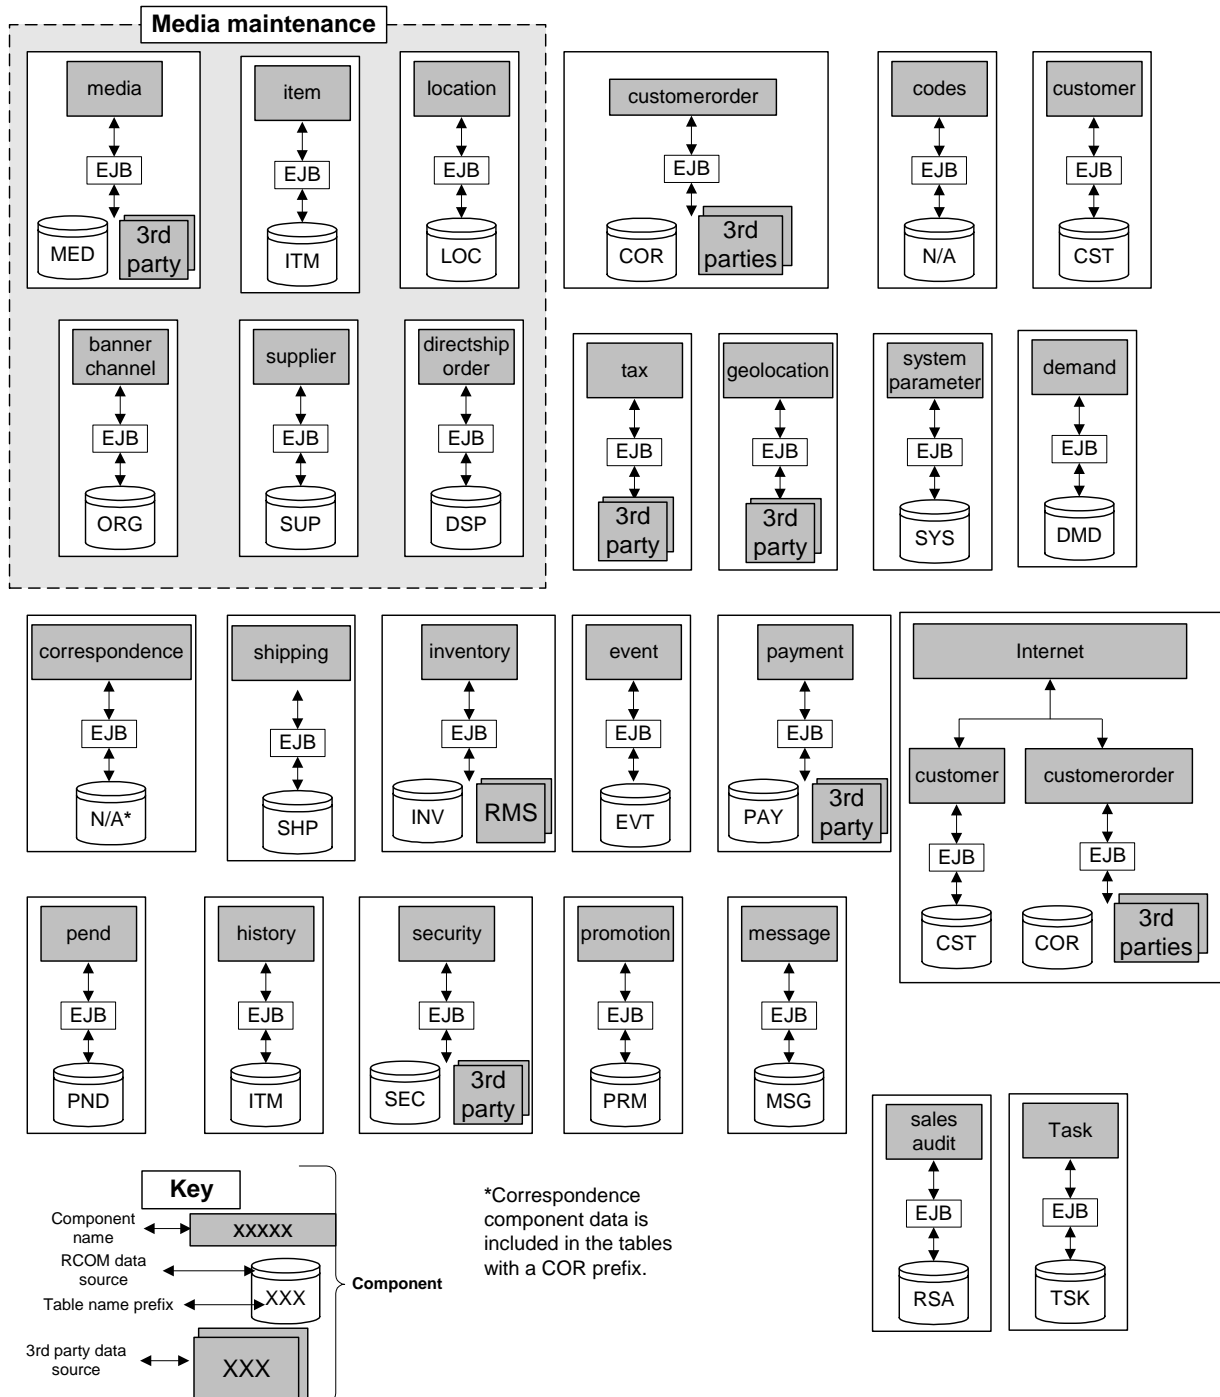 Media maintenance
media
EJB
MED
3rd
party
item
EJB
ITM
location
EJB
LOC
customerorder
EJB
COR
3rd
parties
codes
EJB
N/A
customer
EJB
CST
banner
channel
EJB
ORG
supplier
EJB
SUP
directship
order
EJB
DSP
tax
EJB
3rd
party
geolocation
EJB
3rd
party
system
parameter
EJB
SYS
demand
EJB
DMD
correspondence
EJB
N/A*
shipping
EJB
SHP
inventory
EJB
INV
RMS
event
EJB
EVT
payment
EJB
PAY
3rd
party
Internet
customer
EJB
CST
customerorder
EJB
COR
3rd
parties
pend
EJB
PND
history
EJB
ITM
security
EJB
SEC
3rd
party
promotion
EJB
PRM
message
EJB
MSG
sales
audit
EJB
RSA
Task
EJB
TSK
Key
Component
name
xxxxx
RCOM data
source
Table name prefix
XXX
3rd party data
source
XXX
Component
*Correspondence
component data is
included in the tables
with a COR prefix.